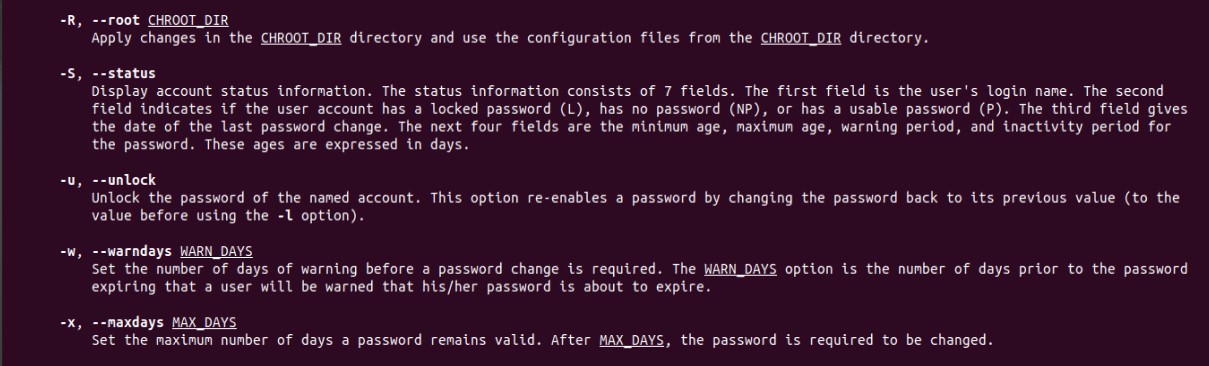 -R, --root CHROOT_DIR
Apply changes in the CHROOT_DIR directory and use the configuration files from the CHROOT_DIR directory.
-S, --status
Display account status information. The status information consists of 7 fields. The first field is the user's login name. The second
field indicates if the user account has a locked password (L), has no password (NP), or has a usable password (P). The third field gives
the date of the last password change. The next four fields are the minimum age, maximum age, warning period, and inactivity period for
the password. These ages are expressed in days.
-u, --unlock
Unlock the password of the named account. This option re-enables a password by changing the password back to its previous value (to the
value before using the -l option).
-w, --warndays WARN_DAYS
Set the number of days of warning before a password change is required. The WARN_DAYS option is the number of days prior to the password
expiring that a user will be warned that his/her password is about to expire.
-x, --maxdays MAX_DAYS
Set the maximum number of days a password remains valid. After MAX_DAYS, the password is required to be changed.